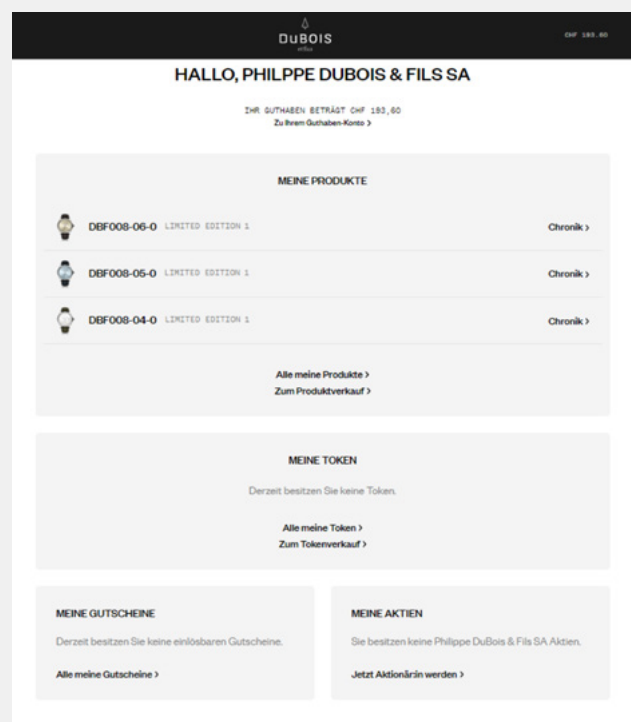 DuBOIS
et fils
CHF 183.60
HALLO, PHILPPE DUBOIS & FILS SA
IHR GUTHABEN BETRÄGT CHF 183,60
Zu Ihrem Guthaben-Konto >
MEINE PRODUKTE
DBF008-06-0 LIMITED EDITION 1 Chronik >
DBF008-05-0 LIMITED EDITION 1 Chronik >
DBF008-04-0 LIMITED EDITION 1 Chronik >
Alle meine Produkte >
Zum Produktverkauf >
MEINE TOKEN
Derzeit besitzen Sie keine Token.
Alle meine Token >
Zum Tokenverkauf >
MEINE GUTSCHEINE
Derzeit besitzen Sie keine einlösbaren Gutscheine.
Alle meine Gutscheine >
MEINE AKTIEN
Sie besitzen keine Philippe DuBois & Fils SA Aktien.
Jetzt Aktionär:in werden >